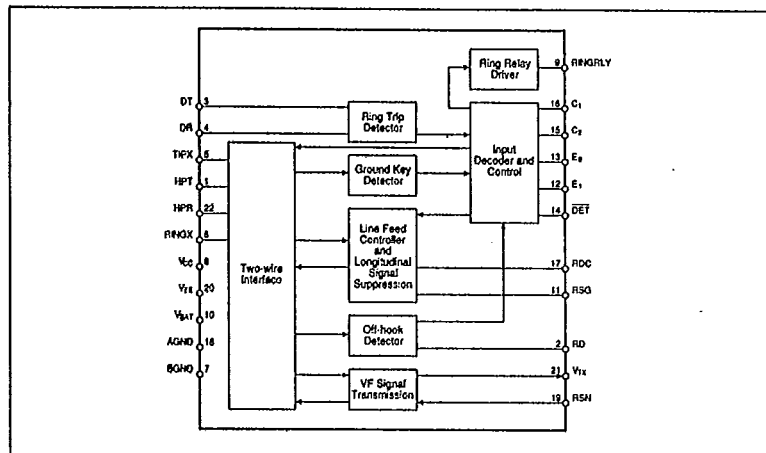 Ring Relay
Driver
9 RINGRLY
DT 3
DR 4
Ring Trip
Detector
16 C1
15 C2
Input
Decoder and
Control
13 E0
12 E1
14 DET
TIPX 5
HPT 1
HPR 22
RINGX 6
VCC 8
VEE 20
VBAT 10
AGND 18
BGND 7
Two-wire
Interface
Ground Key
Detector
Line Feed
Controller
and
Longitudinal
Signal
Suppression
17 RDC
11 RSG
Off-hook
Detector
2 RD
VF Signal
Transmission
21 VTX
19 RSN